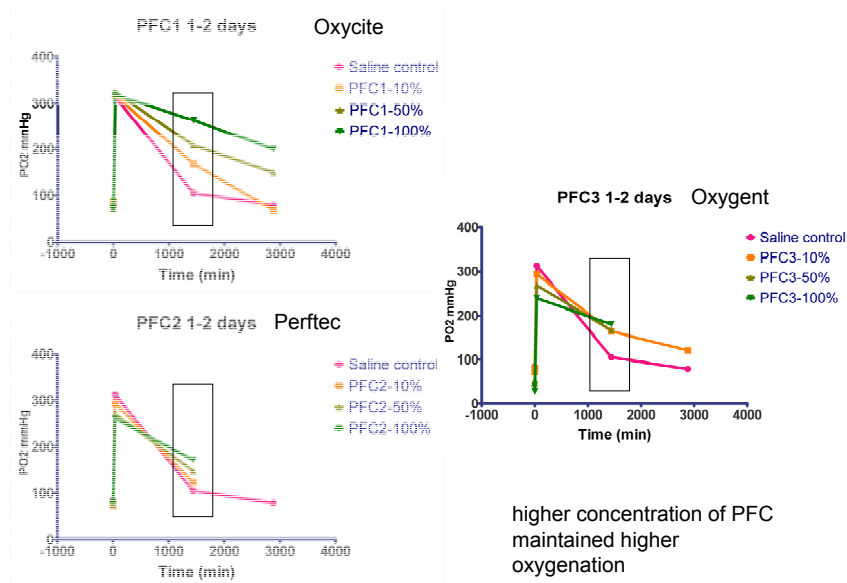 PFC1 1-2 days Oxycite
400
300
200
100
0
PO2 mmHg
-1000 0 1000 2000 3000 4000
Time (min)
Saline control
PFC1-10%
PFC1-50%
PFC1-100%
PFC2 1-2 days Perftec
400
300
200
100
0
PO2 mmHg
-1000 0 1000 2000 3000 4000
Time (min)
Saline control
PFC2-10%
PFC2-50%
PFC2-100%
PFC3 1-2 days Oxygent
400
300
200
100
0
PO2 mmHg
-1000 0 1000 2000 3000 4000
Time (min)
Saline control
PFC3-10%
PFC3-50%
PFC3-100%
higher concentration of PFC
maintained higher
oxygenation